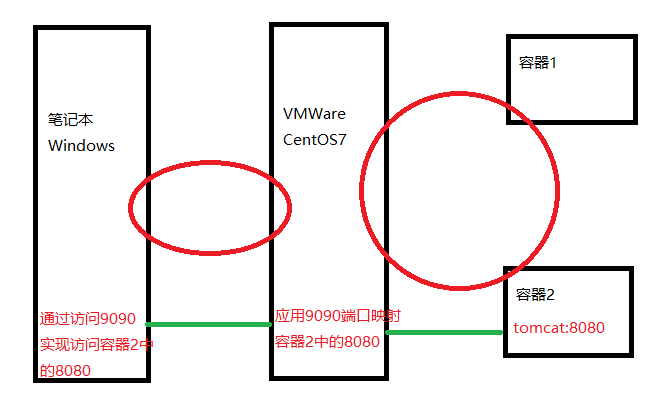 笔记本
Windows
通过访问9090
实现访问容器2中
的8080
VMWare
CentOS7
应用9090端口映射
容器2中的8080
容器1
容器2
tomcat:8080